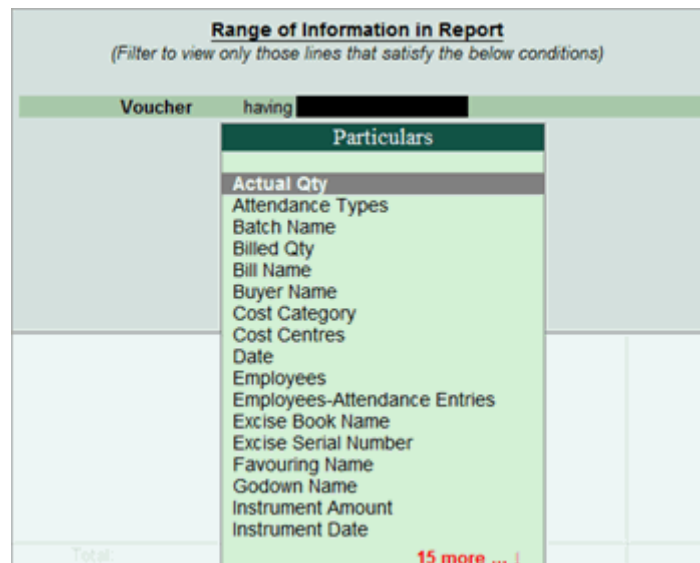 Range of Information in Report
(Filter to view only those lines that satisfy the below conditions)
Voucher having
Particulars
Actual Qty
Attendance Types
Batch Name
Billed Qty
Bill Name
Buyer Name
Cost Category
Cost Centres
Date
Employees
Employees-Attendance Entries
Excise Book Name
Excise Serial Number
Favouring Name
Godown Name
Instrument Amount
Instrument Date
Total:
15 more ... ↓